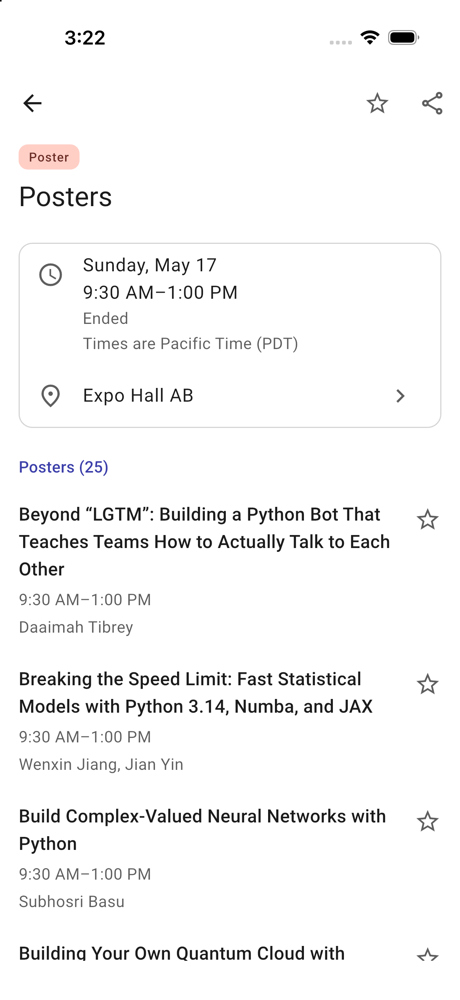 3:22
Poster
Posters
Sunday, May 17
9:30 AM–1:00 PM
Ended
Times are Pacific Time (PDT)
Expo Hall AB
Posters (25)
Beyond “LGTM”: Building a Python Bot That
Teaches Teams How to Actually Talk to Each
Other
9:30 AM–1:00 PM
Daaimah Tibrey
Breaking the Speed Limit: Fast Statistical
Models with Python 3.14, Numba, and JAX
9:30 AM–1:00 PM
Wenxin Jiang, Jian Yin
Build Complex-Valued Neural Networks with
Python
9:30 AM–1:00 PM
Subhosri Basu
Building Your Own Quantum Cloud with